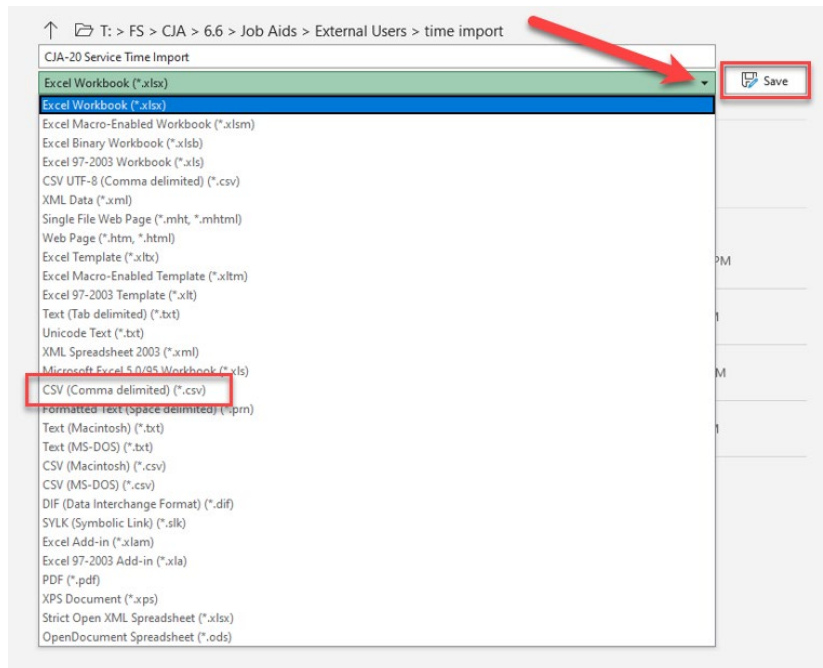 T: > FS > CJA > 6.6 > Job Aids > External Users > time import
CJA-20 Service Time Import
Excel Workbook (*.xlsx)
Save
Excel Workbook (*.xlsx)
Excel Macro-Enabled Workbook (*.xlsm)
Excel Binary Workbook (*.xlsb)
Excel 97-2003 Workbook (*.xls)
CSV UTF-8 (Comma delimited) (*.csv)
XML Data (*.xml)
Single File Web Page (*.mht, *.mhtml)
Web Page (*.htm, *.html)
Excel Template (*.xltx)
PM
Excel Macro-Enabled Template (*.xltm)
Excel 97-2003 Template (*.xlt)
Text (Tab delimited) (*.txt)
Unicode Text (*.txt)
XML Spreadsheet 2003 (*.xml)
Microsoft Excel 5.0/95 Workbook (*.xls)
M
CSV (Comma delimited) (*.csv)
Formatted Text (Space delimited) (*.prn)
Text (Macintosh) (*.txt)
Text (MS-DOS) (*.txt)
CSV (Macintosh) (*.csv)
CSV (MS-DOS) (*.csv)
DIF (Data Interchange Format) (*.dif)
SYLK (Symbolic Link) (*.slk)
Excel Add-in (*.xlam)
Excel 97-2003 Add-in (*.xla)
PDF (*.pdf)
XPS Document (*.xps)
Strict Open XML Spreadsheet (*.xlsx)
OpenDocument Spreadsheet (*.ods)